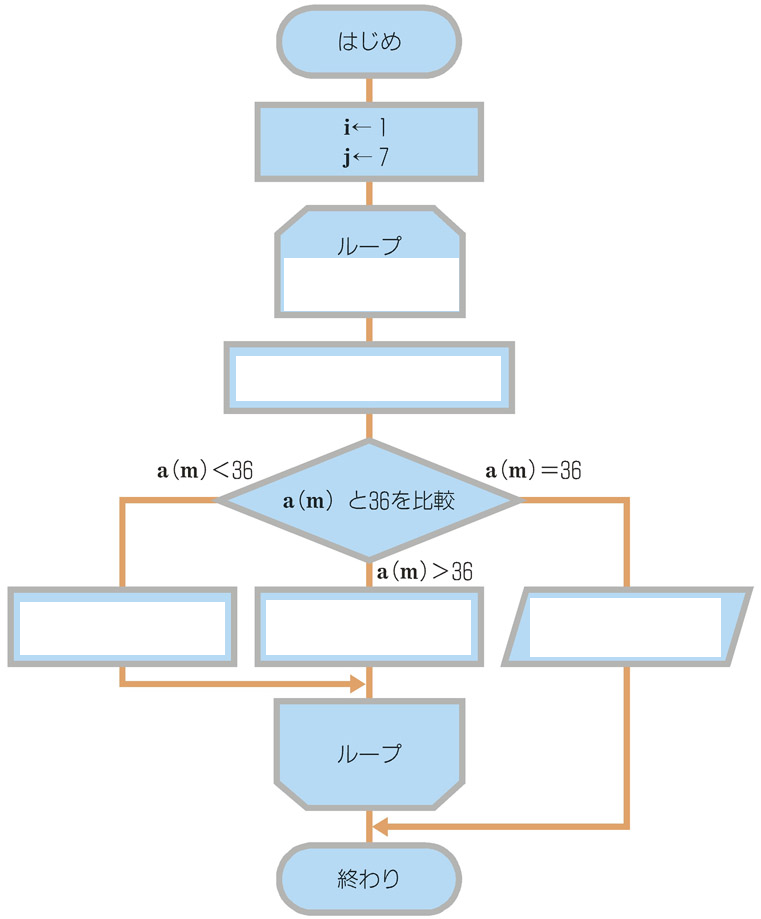 はじめ
i←1
j←7
ループ
a(m)<36
a(m)=36
a(m) と36を比較
a(m)>36
ループ
終わり